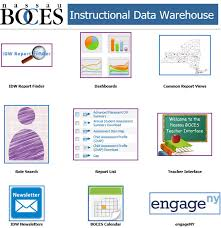 nassau
BOCES Instructional Data Warehouse
IDW Report Finder
IDW Report Finder
Dashboards
Common Report Views
Welcome to the
Nassau BOCES
Teacher Interface
Role Search
Report List
Teacher Interface
Newsletter
engage ny
IDW Newsletters
BOCES Calendar
engageNY